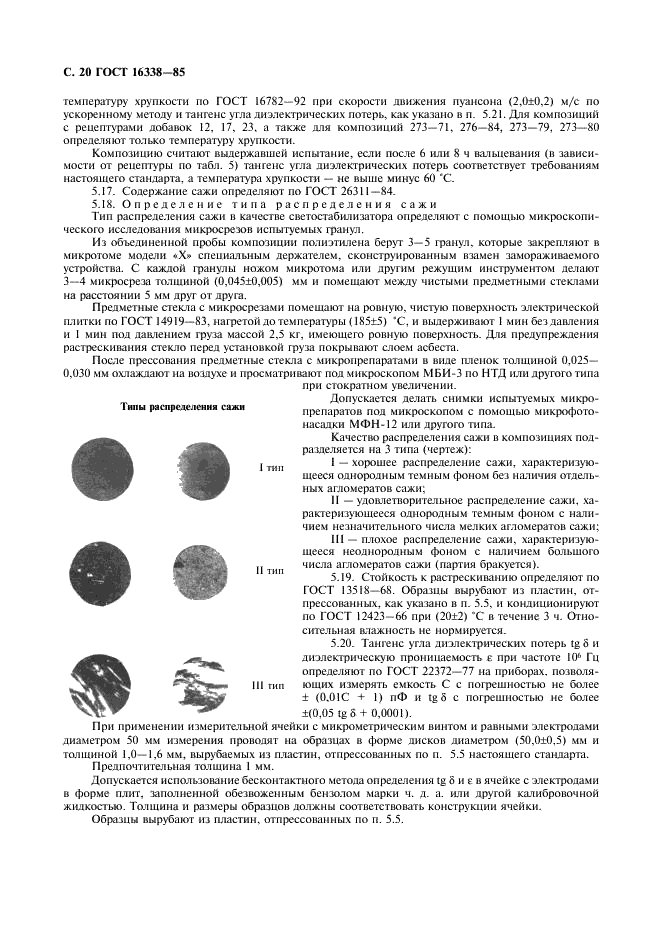 С. 20 ГОСТ 16338—85
температуру хрупкости по ГОСТ 16782—92 при скорости движения пуансона (2,0±0,2) м/с по
ускоренному методу и тангенс угла диэлектрических потерь, как указано в п. 5.21. Для композиций
с рецептурами добавок 12, 17, 23, а также для композиций 273—71, 276—84, 273—79, 273—80
определяют только температуру хрупкости.
Композицию считают выдержавшей испытание, если после 6 или 8 ч вальцевания (в зависи-
мости от рецептуры по табл. 5) тангенс угла диэлектрических потерь соответствует требованиям
настоящего стандарта, а температура хрупкости — не выше минус 60 °С.
5.17. Содержание сажи определяют по ГОСТ 26311—84.
5.18. Определение типа распределения сажи
Тип распределения сажи в качестве светостабилизатора определяют с помощью микроскопи-
ческого исследования микросрезов испытуемых гранул.
Из объединенной пробы композиции полиэтилена берут 3—5 гранул, которые закрепляют в
микротоме модели «Х» специальным держателем, сконструированным взамен замораживаемого
устройства. С каждой гранулы ножом микротома или другим режущим инструментом делают
3—4 микросреза толщиной (0,045±0,005) мм и помещают между чистыми предметными стеклами
на расстоянии 5 мм друг от друга.
Предметные стекла с микросрезами помещают на ровную, чистую поверхность электрической
плитки по ГОСТ 14919—83, нагретой до температуры (185±5) °С, и выдерживают 1 мин без давления
и 1 мин под давлением груза массой 2,5 кг, имеющего ровную поверхность. Для предупреждения
растрескивания стекло перед установкой груза покрывают слоем асбеста.
После прессования предметные стекла с микропрепаратами в виде пленок толщиной 0,025—
0,030 мм охлаждают на воздухе и просматривают под микроскопом МБИ-3 по НТД или другого типа
при стократном увеличении.
Допускается делать снимки испытуемых микро-
препаратов под микроскопом с помощью микрофото-
насадки МФН-12 или другого типа.
Качество распределения сажи в композициях под-
разделяется на 3 типа (чертеж):
I — хорошее распределение сажи, характеризую-
щееся однородным темным фоном без наличия отдель-
ных агломератов сажи;
II — удовлетворительное распределение сажи, ха-
рактеризующееся однородным темным фоном с нали-
чием незначительного числа мелких агломератов сажи;
III — плохое распределение сажи, характеризую-
щееся неоднородным фоном с наличием большого
числа агломератов сажи (партия бракуется).
5.19. Стойкость к растрескиванию определяют по
ГОСТ 13518—68. Образцы вырубают из пластин, от-
прессованных, как указано в п. 5.5, и кондиционируют
по ГОСТ 12423—66 при (20±2) °С в течение 3 ч. Отно-
сительная влажность не нормируется.
5.20. Тангенс угла диэлектрических потерь tg δ и
диэлектрическую проницаемость ε при частоте 10⁶ Гц
определяют по ГОСТ 22372—77 на приборах, позволя-
ющих измерять емкость С с погрешностью не более
± (0,01С + 1) пФ и tg δ с погрешностью не более
±(0,05 tg δ + 0,0001).
Типы распределения сажи
I тип
II тип
III тип
При применении измерительной ячейки с микрометрическим винтом и равными электродами
диаметром 50 мм измерения проводят на образцах в форме дисков диаметром (50,0±0,5) мм и
толщиной 1,0—1,6 мм, вырубаемых из пластин, отпрессованных по п. 5.5 настоящего стандарта.
Предпочтительная толщина 1 мм.
Допускается использование бесконтактного метода определения tg δ и ε в ячейке с электродами
в форме плит, заполненной обезвоженным бензолом марки ч. д. а. или другой калибровочной
жидкостью. Толщина и размеры образцов должны соответствовать конструкции ячейки.
Образцы вырубают из пластин, отпрессованных по п. 5.5.